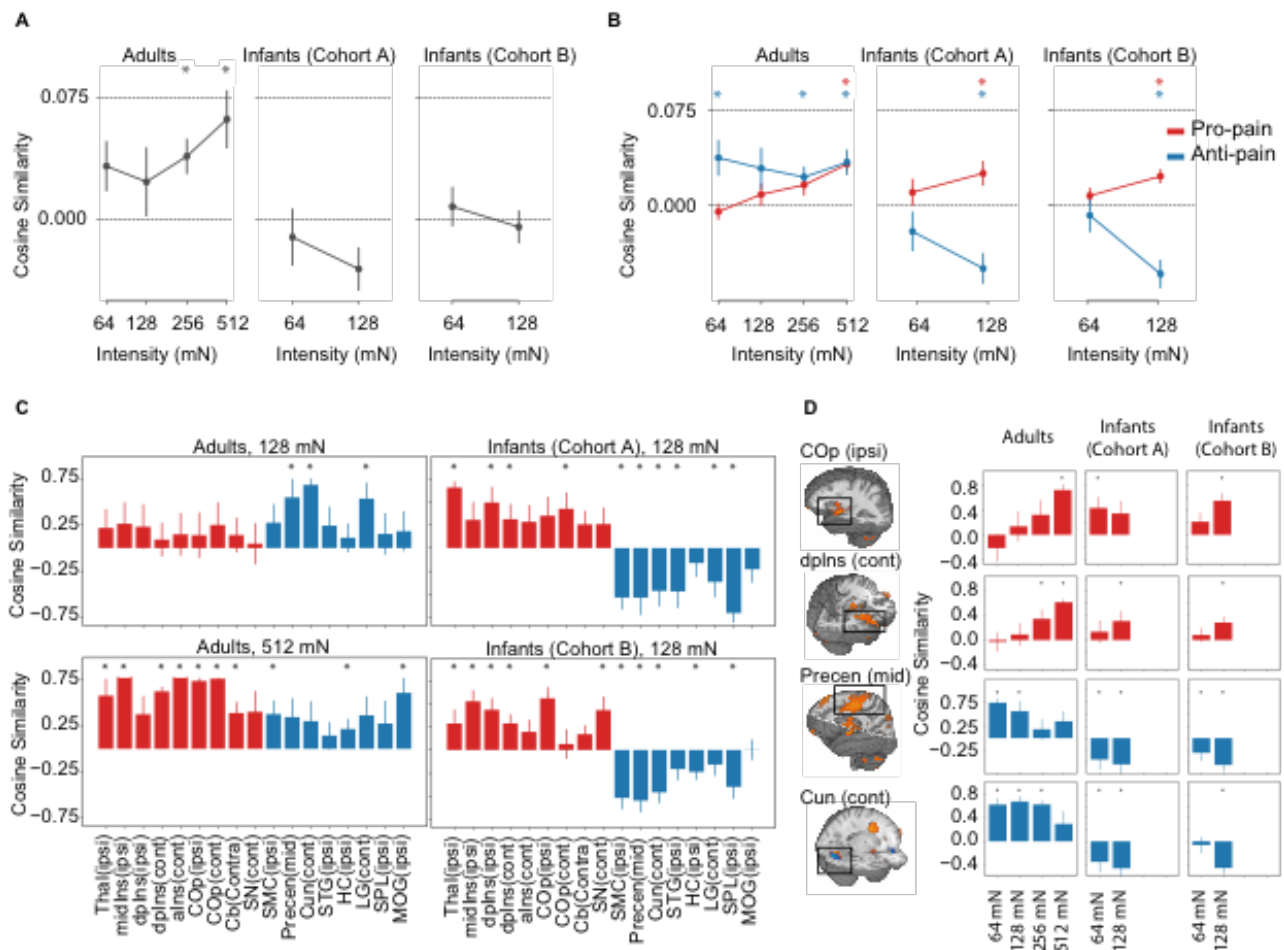 A
Adults
Infants (Cohort A)
Infants (Cohort B)
* *
0.075
0.000
Cosine Similarity
64 128 256 512
64 128
64 128
Intensity (mN)
Intensity (mN)
Intensity (mN)
B
Adults
Infants (Cohort A)
Infants (Cohort B)
* * *
* * * * *
0.075
0.000
Cosine Similarity
Pro-pain
Anti-pain
64 128 256 512
64 128
64 128
Intensity (mN)
Intensity (mN)
Intensity (mN)
C
Adults, 128 mN
Infants (Cohort A), 128 mN
0.75
0.25
−0.25
−0.75
Cosine Similarity
Adults, 512 mN
Infants (Cohort B), 128 mN
0.75
0.25
−0.25
−0.75
Cosine Similarity
Thal(ipsi)
midIns(ipsi)
dpIns(ipsi)
dpIns(cont)
aIns(cont)
COp(ipsi)
COp(cont)
Cb(Contra)
SN(cont)
SMC(ipsi)
Precen(mid)
Cun(cont)
STG(ipsi)
HC(ipsi)
LG(cont)
SPL(ipsi)
MOG(ipsi)
Thal(ipsi)
midIns(ipsi)
dpIns(ipsi)
dpIns(cont)
aIns(cont)
COp(ipsi)
COp(cont)
Cb(Contra)
SN(cont)
SMC(ipsi)
Precen(mid)
Cun(cont)
STG(ipsi)
HC(ipsi)
LG(cont)
SPL(ipsi)
MOG(ipsi)
D
Adults
Infants
(Cohort A)
Infants
(Cohort B)
COp (ipsi)
0.8
0.4
0.0
−0.4
dpIns (cont)
0.8
0.4
0.0
−0.4
Cosine Similarity
Precen (mid)
0.75
0.25
−0.25
Cun (cont)
0.8
0.4
0.0
−0.4
64 mN
128 mN
256 mN
512 mN
64 mN
128 mN
64 mN
128 mN